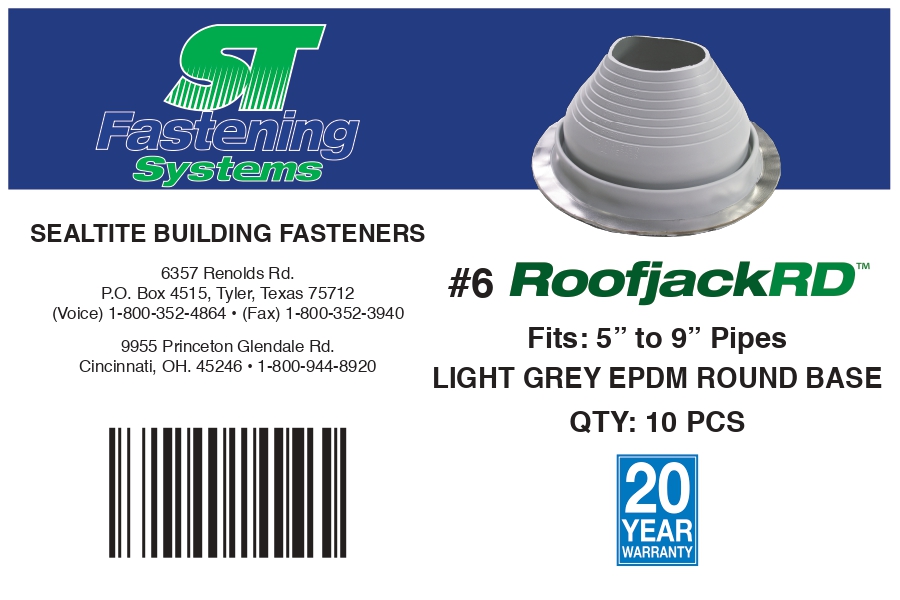 ST
Fastening
Systems
SEALTITE BUILDING FASTENERS
6357 Renolds Rd.
P.O. Box 4515, Tyler, Texas 75712
(Voice) 1-800-352-4864 • (Fax) 1-800-352-3940
9955 Princeton Glendale Rd.
Cincinnati, OH. 45246 • 1-800-944-8920
#6 RoofjackRD™
Fits: 5” to 9” Pipes
LIGHT GREY EPDM ROUND BASE
QTY: 10 PCS
20
YEAR
WARRANTY